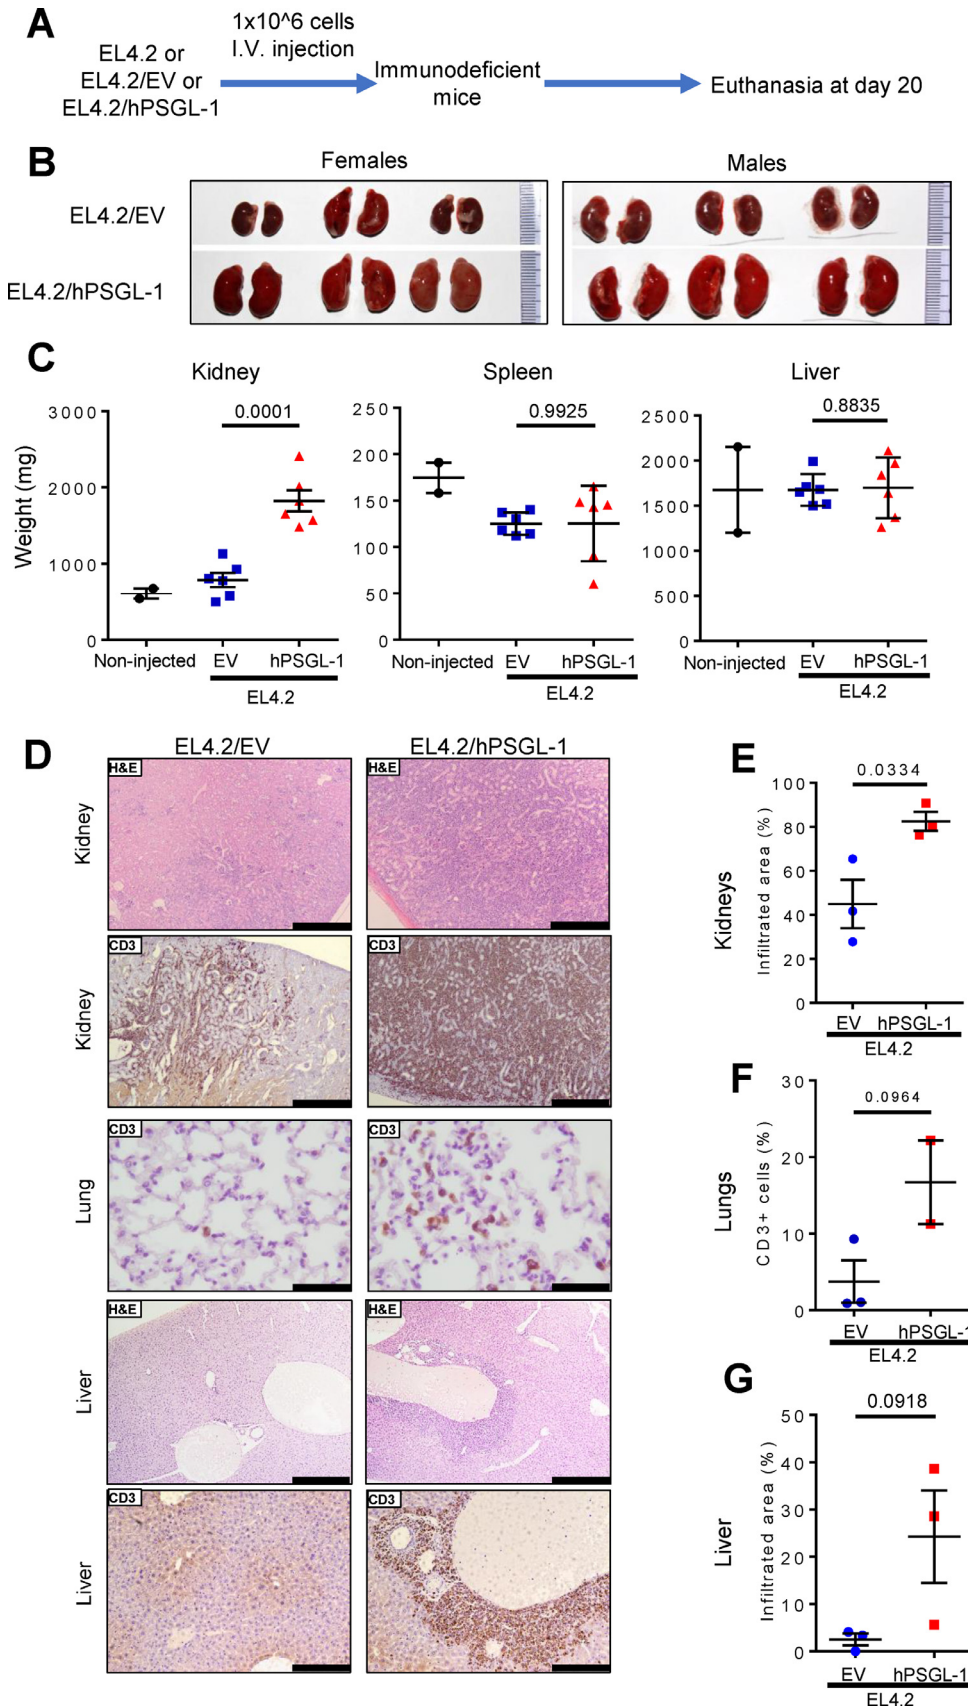 A
EL4.2 or
EL4.2/EV or
EL4.2/hPSGL-1
1x10^6 cells
I.V. injection
Immunodeficient
mice
Euthanasia at day 20
B
Females
Males
EL4.2/EV
EL4.2/hPSGL-1
C
Kidney
Spleen
Liver
Weight (mg)
3000
2000
1000
0
0.0001
Non-injected
EV
hPSGL-1
EL4.2
250
200
150
100
50
0
0.9925
Non-injected
EV
hPSGL-1
EL4.2
2500
2000
1500
1000
500
0
0.8835
Non-injected
EV
hPSGL-1
EL4.2
D
EL4.2/EV
EL4.2/hPSGL-1
Kidney
H&E
H&E
Kidney
CD3
CD3
Lung
CD3
CD3
Liver
H&E
H&E
Liver
CD3
CD3
E
Kidneys
Infiltrated area (%)
100
80
60
40
20
0
0.0334
EV
hPSGL-1
EL4.2
F
Lungs
CD3+ cells (%)
30
20
10
0
0.0964
EV
hPSGL-1
EL4.2
G
Liver
Infiltrated area (%)
50
40
30
20
10
0
0.0918
EV
hPSGL-1
EL4.2